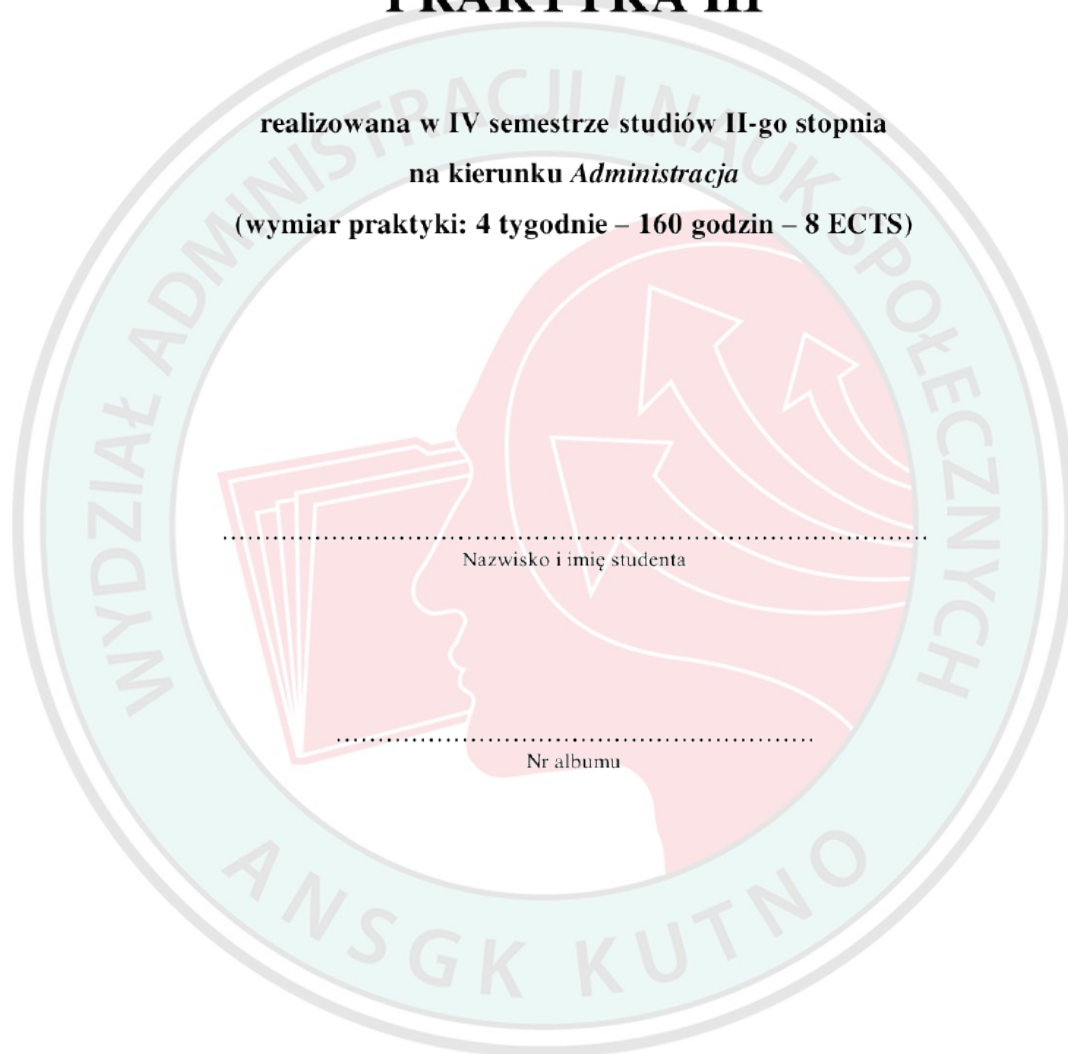 PRAKTYKA III
realizowana w IV semestrze studiów II-go stopnia
na kierunku Administracja
(wymiar praktyki: 4 tygodnie – 160 godzin – 8 ECTS)
WYDZIAŁ ADMINISTRACJI I NAUK SPOŁECZNYCH
Nazwisko i imię studenta
Nr albumu
ANSGK KUTNO